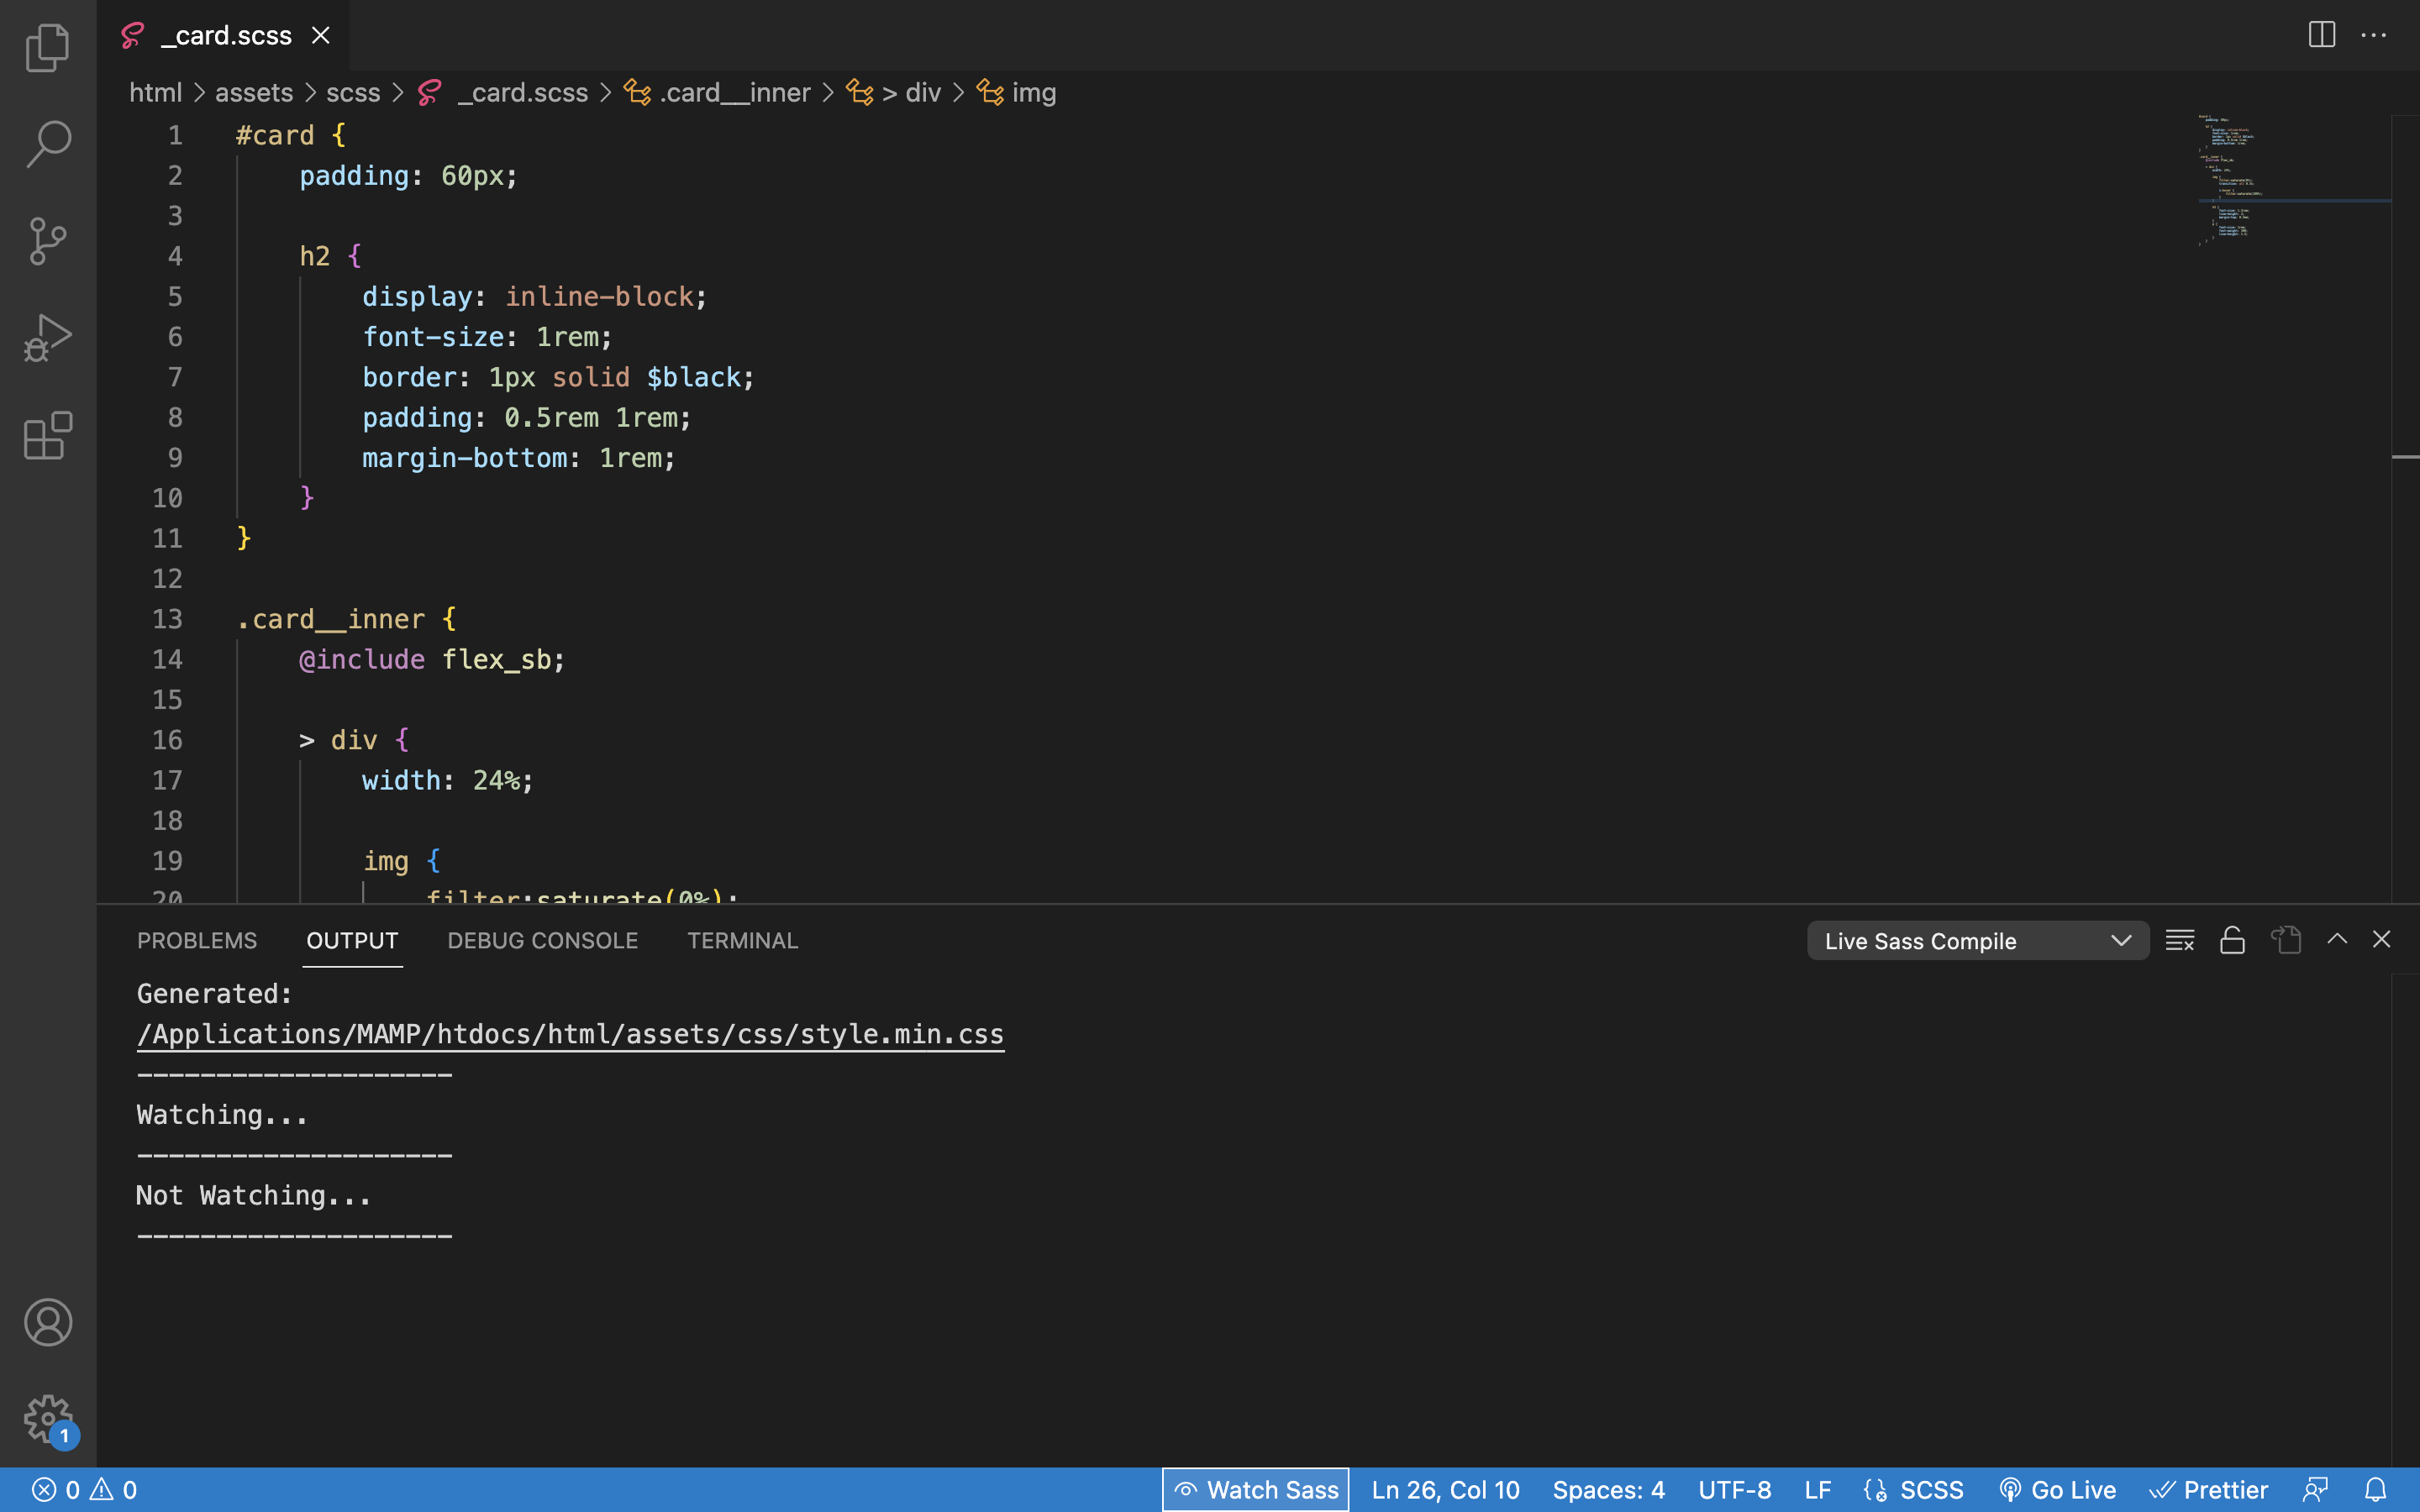 _card.scss
html > assets > scss > _card.scss > .card__inner > > div > img
1 #card {
2 padding: 60px;
3
4 h2 {
5 display: inline-block;
6 font-size: 1rem;
7 border: 1px solid $black;
8 padding: 0.5rem 1rem;
9 margin-bottom: 1rem;
10 }
11 }
12
13 .card__inner {
14 @include flex_sb;
15
16 > div {
17 width: 24%;
18
19 img {
20 filter:saturate(0%);
PROBLEMS OUTPUT DEBUG CONSOLE TERMINAL Live Sass Compile
Generated:
/Applications/MAMP/htdocs/html/assets/css/style.min.css
--------------------
Watching...
--------------------
Not Watching...
--------------------
1
0 0 Watch Sass Ln 26, Col 10 Spaces: 4 UTF-8 LF SCSS Go Live Prettier